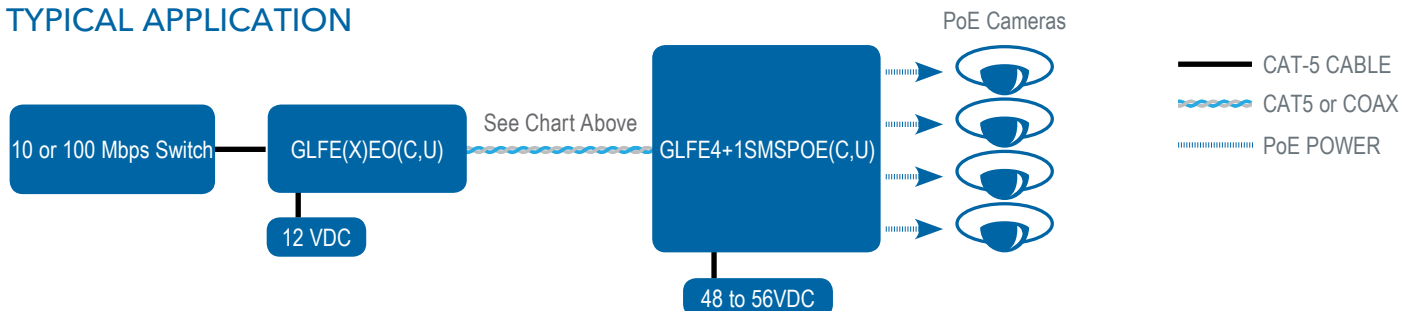 TYPICAL APPLICATION
PoE Cameras
10 or 100 Mbps Switch
GLFE(X)EO(C,U)
See Chart Above
GLFE4+1SMSPOE(C,U)
12 VDC
48 to 56VDC
CAT-5 CABLE
CAT5 or COAX
PoE POWER